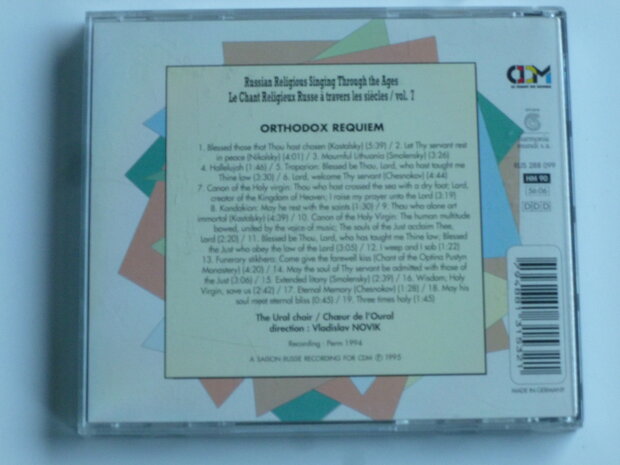 Russian Religious Singing Through the Ages
Le Chant Religieux Russe à travers les siècles / vol. 7
ORTHODOX REQUIEM
1. Blessed those that Thou hast chosen (Kastalsky) (5:39) / 2. Let Thy servant rest
in peace (Nikolsky) (4:01) / 3. Mournful Lithuania (Smolensky) (3:26)
4. Hallelujah (1:46) / 5. Troparion: Blessed be Thou, Lord, who hast taught me
Thine law (3:30) / 6. Lord, welcome Thy servant (Chesnokov) (4:44)
7. Canon of the Holy virgin: Thou who hast crossed the sea with a dry foot; Lord,
creator of the Kingdom of Heaven; I raise my prayer unto the Lord (3:19)
8. Kondakion: May he rest with the saints (1:30) / 9. Thou who alone art
immortal (Kastalsky) (4:39) / 10. Canon of the Holy Virgin: The human multitude
bowed, united by the voice of music; The souls of the Just acclaim Thee,
Lord (2:20) / 11. Blessed be Thou, Lord, who has taught me Thine law; Blessed
the Just who obey the law of the Lord (3:05) / 12. I weep and I sob (1:22)
13. Funerary stikhera: Come give the farewell kiss (Chant of the Optina Pustyn
Monastery) (4:20) / 14. May the soul of Thy servant be admitted with those of
the Just (3:06) / 15. Extended litany (Smolensky) (2:39) / 16. Wisdom; Holy
Virgin, save us (2:42) / 17. Eternal Memory (Chesnokov) (1:28) / 18. May his
soul meet eternal bliss (0:45) / 19. Three times holy (1:45)
The Ural choir / Chœur de l'Oural
direction : Vladislav NOVIK
Recording : Perm 1994
A SAISON RUSSE RECORDING FOR CDM Ⓟ 1995
CDM
LE CHANT DU MONDE
harmonia
mundi s.a.
RUS 288 099
HM 90
56:06
DDD
794881315321
MADE IN GERMANY